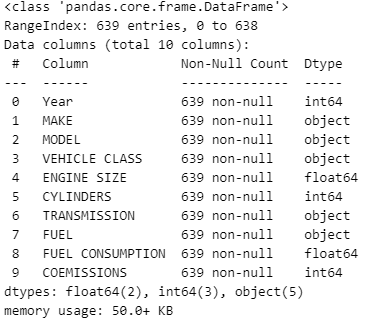 <class 'pandas.core.frame.DataFrame'>
RangeIndex: 639 entries, 0 to 638
Data columns (total 10 columns):
 #   Column            Non-Null Count  Dtype
---  ------            --------------  -----
 0   Year              639 non-null    int64
 1   MAKE              639 non-null    object
 2   MODEL             639 non-null    object
 3   VEHICLE CLASS     639 non-null    object
 4   ENGINE SIZE       639 non-null    float64
 5   CYLINDERS         639 non-null    int64
 6   TRANSMISSION      639 non-null    object
 7   FUEL              639 non-null    object
 8   FUEL CONSUMPTION  639 non-null    float64
 9   COEMISSIONS       639 non-null    int64
dtypes: float64(2), int64(3), object(5)
memory usage: 50.0+ KB